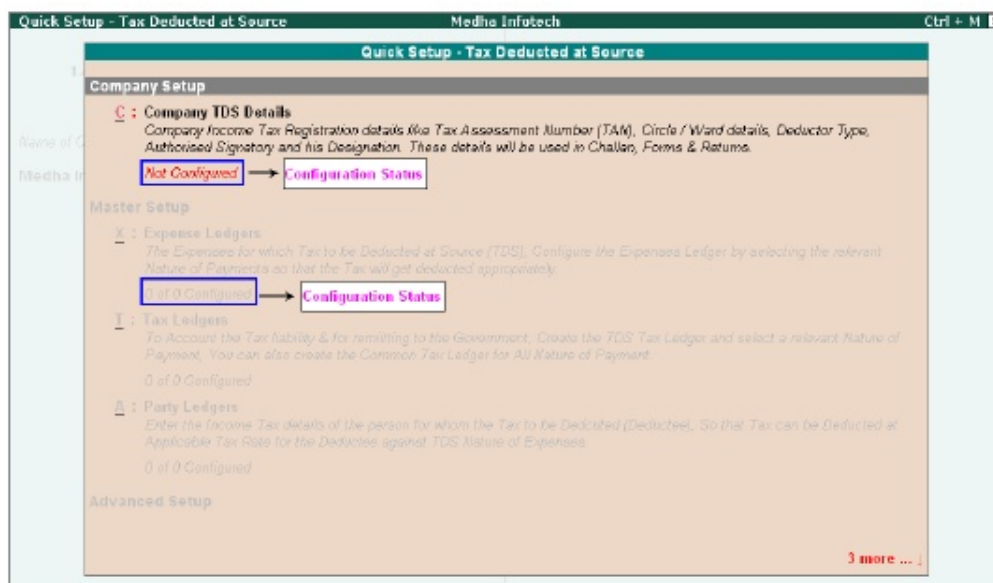 Quick Setup - Tax Deducted at Source Medha Infotech Ctrl + M
Quick Setup - Tax Deducted at Source
1.
Company Setup
C : Company TDS Details
Company Income Tax Registration details like Tax Assessment Number (TAN), Circle / Ward details, Deductor Type,
Authorised Signatory and his Designation. These details will be used in Challan, Forms & Returns.
Name of C
Not Configured Configuration Status
Medha In
Master Setup
X : Expense Ledgers
The Expenses for which Tax to be Deducted at Source (TDS), Configure the Expenses Ledger by selecting the relevant
Nature of Payments so that the Tax will get deducted appropriately.
0 of 0 Configured Configuration Status
T : Tax Ledgers
To Account the Tax liability & for remitting to the Government, Create the TDS Tax Ledger and select a relevant Nature of
Payment, You can also create the Common Tax Ledger for All Nature of Payment.
0 of 0 Configured
A : Party Ledgers
Enter the Income Tax details of the person for whom the Tax to be Deducted (Deductee), So that Tax can be Deducted at
Applicable Tax Rate for the Deductee against TDS Nature of Expenses.
0 of 0 Configured
Advanced Setup
3 more ... ↓